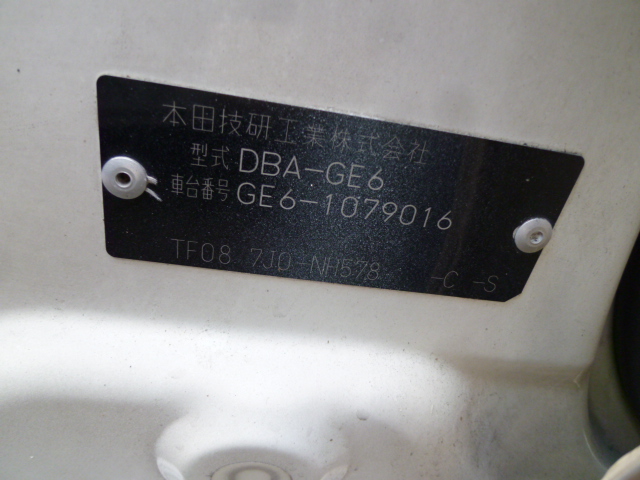 本田技研工業株式会社
型式 DBA-GE6
車台番号 GE6-1079016
TF08 7J0-NH578 -C -S